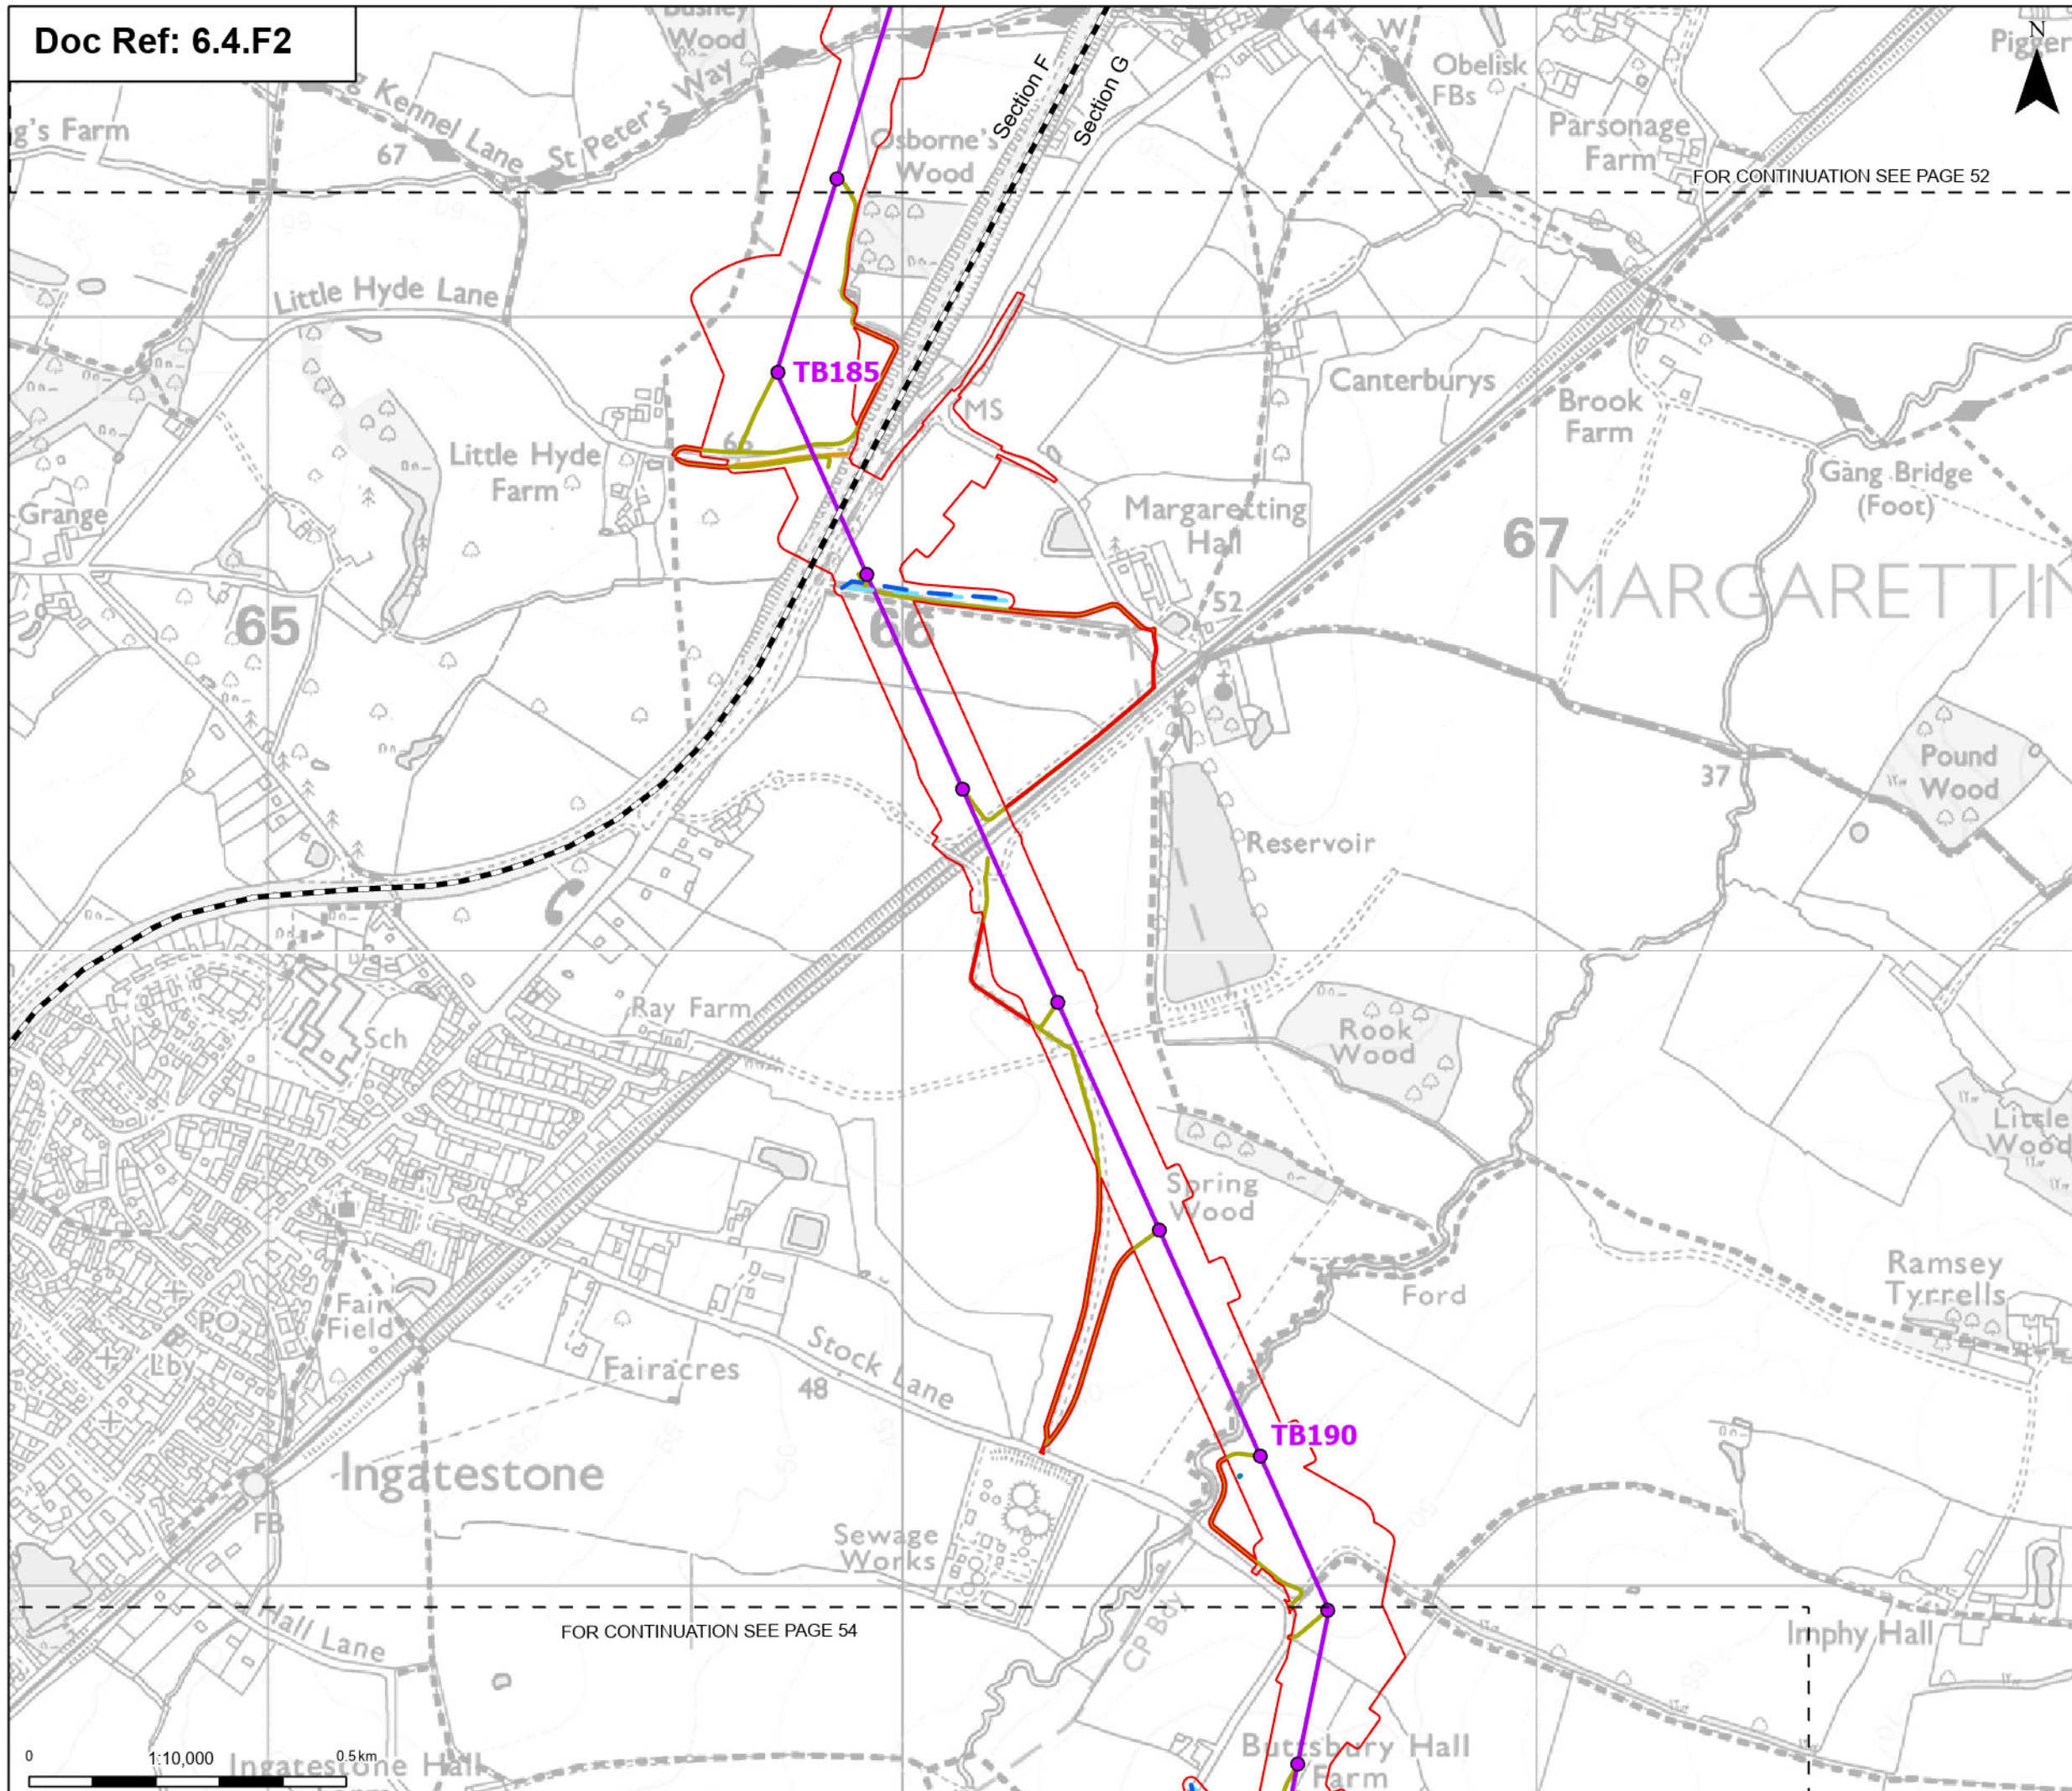 Doc Ref: 6.4.F2
Wood
44
W
N
Obelisk
FBs
Section F
Section G
Kennel Lane
St Peter's Way
g's Farm
67
Osborne's
Wood
Parsonage
Farm
FOR CONTINUATION SEE PAGE 52
Little Hyde Lane
TB185
MS
Canterburys
Brook
Farm
Little Hyde
Farm
Gang Bridge
(Foot)
Grange
Margaretting
Hall
67
MARGARETTIN
65
66
52
Pound
Wood
37
Reservoir
Ray Farm
Sch
Rook
Wood
Little
Wood
Spring
Wood
Ramsey
Tyrrells
Ford
PO
Fair
Field
Lby
Fairacres
Stock Lane
48
TB190
Ingatestone
FB
Sewage
Works
CP Bdy
FOR CONTINUATION SEE PAGE 54
Hall Lane
Imphy Hall
Buttsbury Hall
Farm
0
1:10,000
0.5 km
Ingatestone Hall